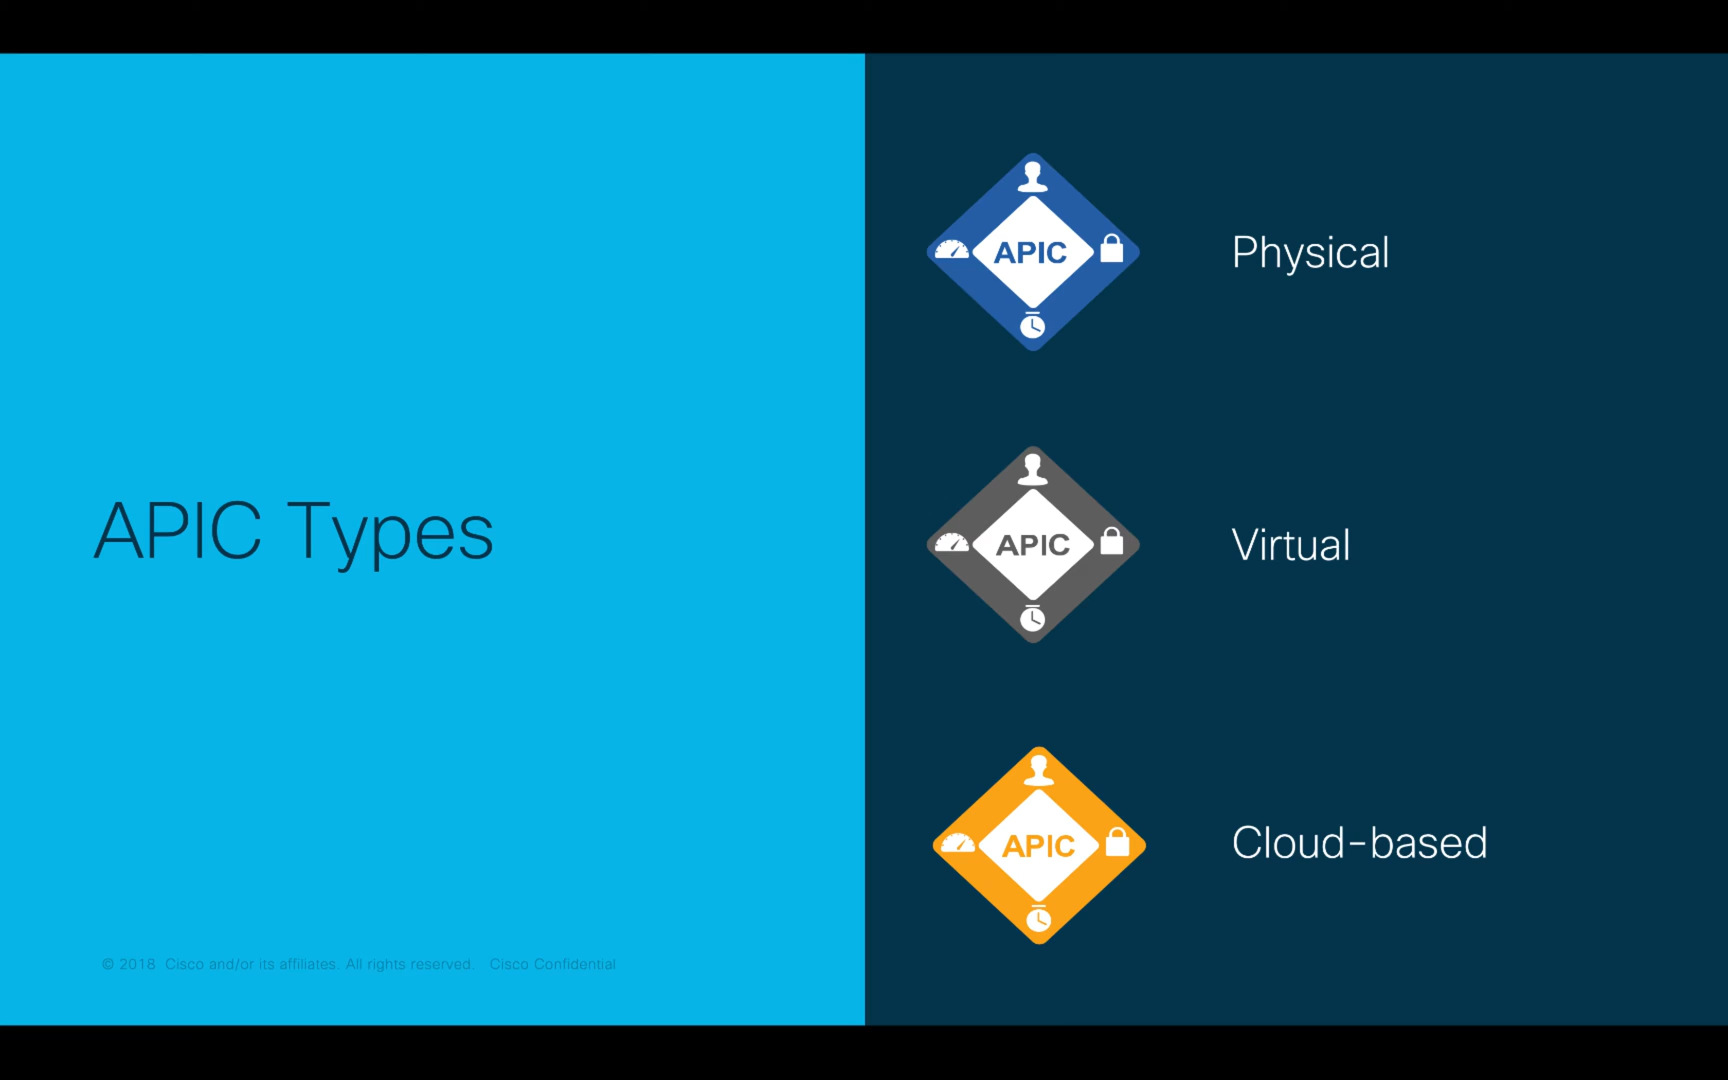 APIC Types
APIC
Physical
APIC
Virtual
APIC
Cloud-based
© 2018 Cisco and/or its affiliates. All rights reserved. Cisco Confidential